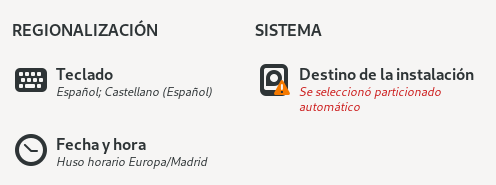 REGIONALIZACIÓN
Teclado
Español; Castellano (Español)
Fecha y hora
Huso horario Europa/Madrid
SISTEMA
Destino de la instalación
Se seleccionó particionado
automático